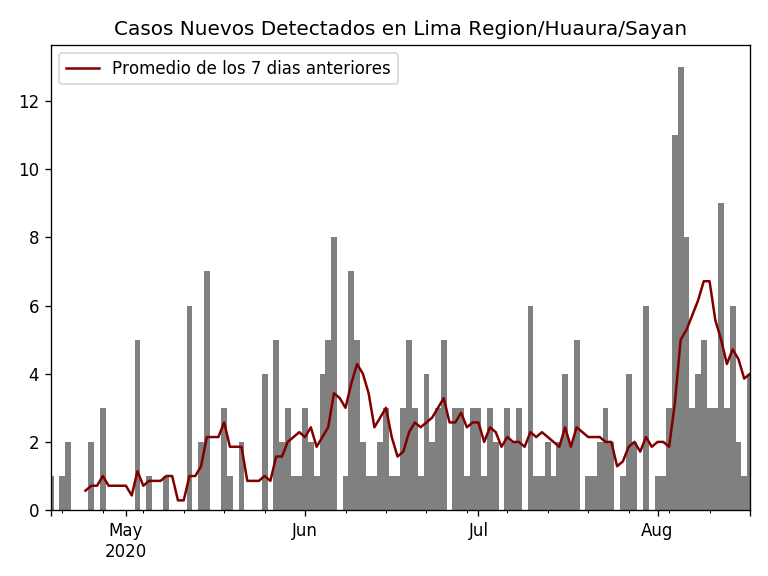 Casos Nuevos Detectados en Lima Region/Huaura/Sayan
Promedio de los 7 dias anteriores
12
10
8
6
4
2
0
May
2020
Jun
Jul
Aug